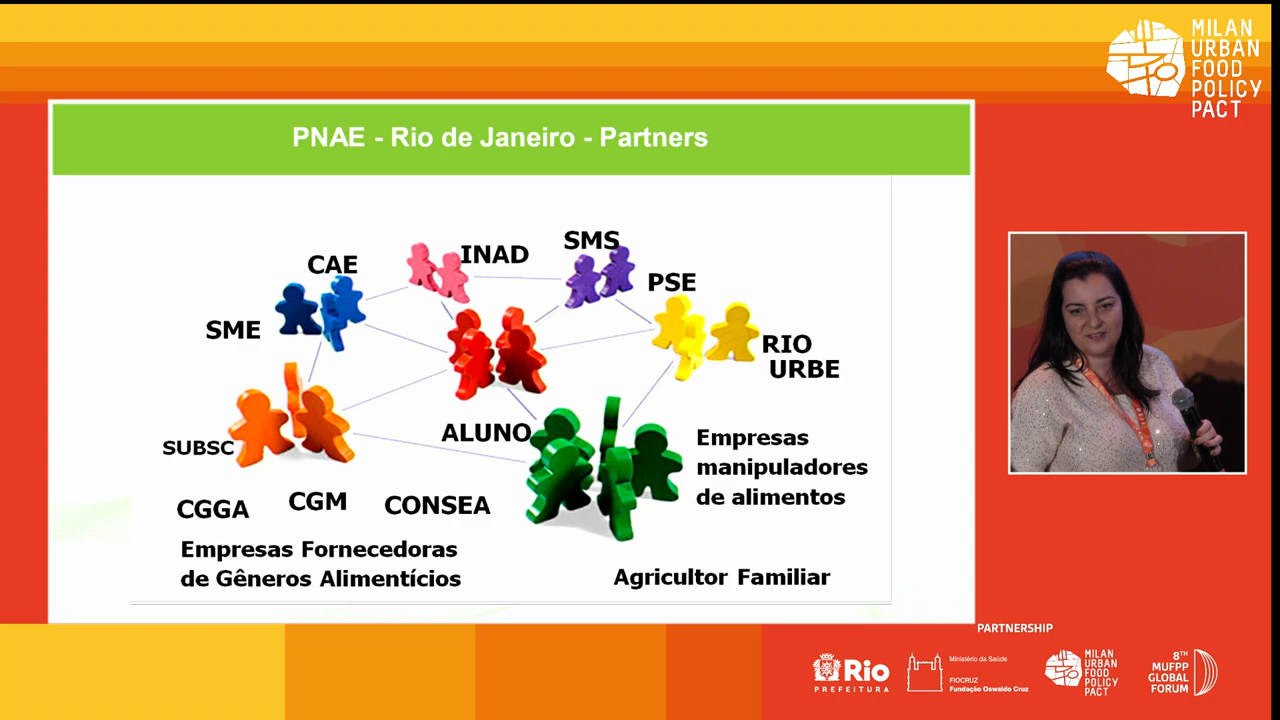 MILAN
URBAN
FOOD
POLICY
PACT
PNAE - Rio de Janeiro - Partners
SMS
INAD
CAE
PSE
SME
RIO
URBE
ALUNO
SUBSC
Empresas
manipuladores
de alimentos
CGGA
CGM
CONSEA
Empresas Fornecedoras
de Gêneros Alimentícios
Agricultor Familiar
PARTNERSHIP
Rio
PREFEITURA
Ministério da Saúde
FIOCRUZ
Fundação Oswaldo Cruz
MILAN
URBAN
FOOD
POLICY
PACT
8TH
MUFPP
GLOBAL
FORUM